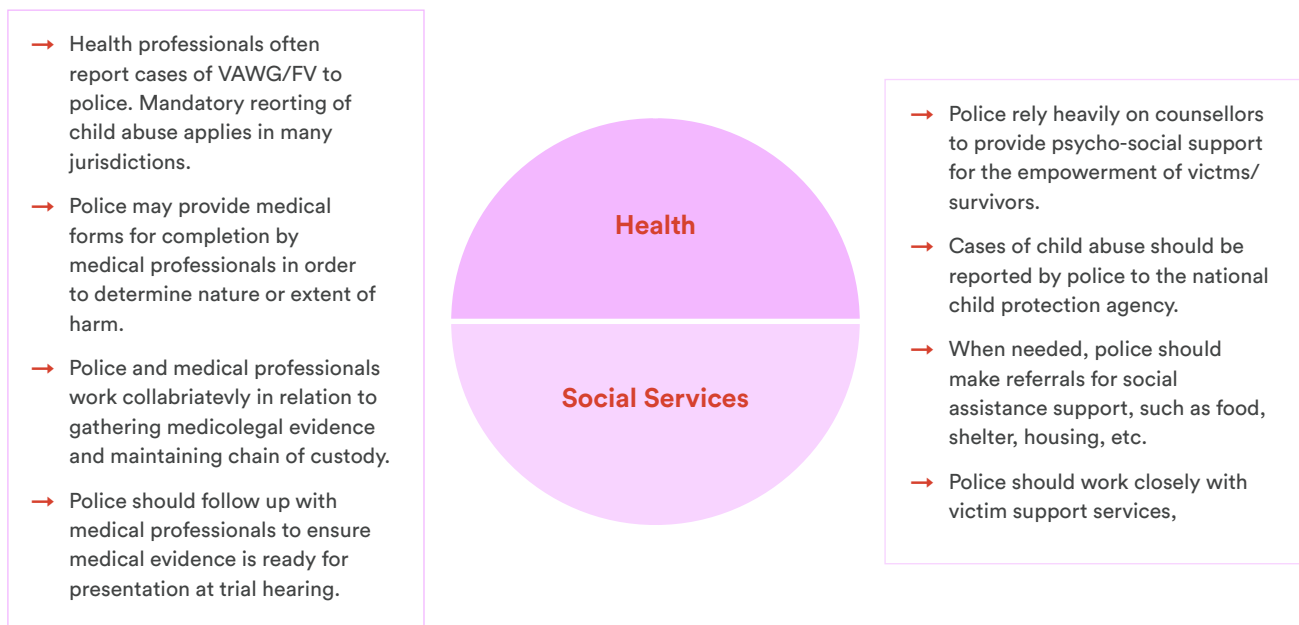 → Health professionals often
report cases of VAWG/FV to
police. Mandatory reorting of
child abuse applies in many
jurisdictions.
→ Police may provide medical
forms for completion by
medical professionals in order
to determine nature or extent of
harm.
→ Police and medical professionals
work collabriatevly in relation to
gathering medicolegal evidence
and maintaining chain of custody.
→ Police should follow up with
medical professionals to ensure
medical evidence is ready for
presentation at trial hearing.
Health
Social Services
→ Police rely heavily on counsellors
to provide psycho-social support
for the empowerment of victms/
survivors.
→ Cases of child abuse should be
reported by police to the national
child protection agency.
→ When needed, police should
make referrals for social
assistance support, such as food,
shelter, housing, etc.
→ Police should work closely with
victim support services,